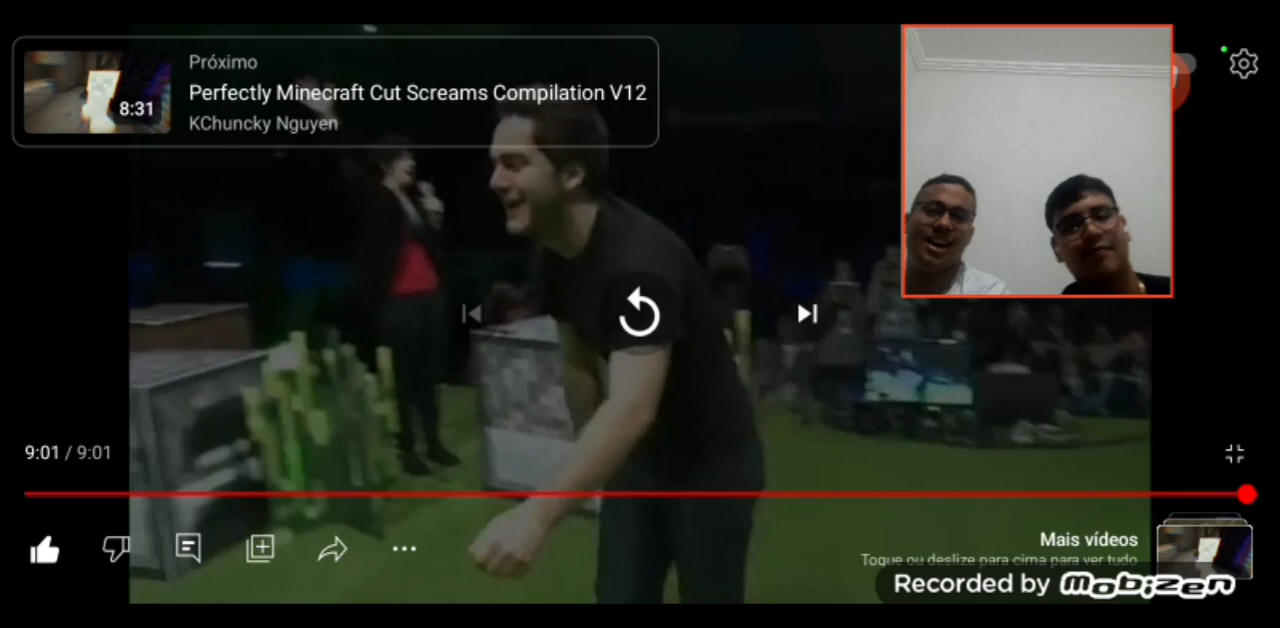 Próximo
Perfectly Minecraft Cut Screams Compilation V12
KChuncky Nguyen
8:31
9:01 / 9:01
Mais vídeos
Toque ou deslize para cima para ver tudo
Recorded by mobizen